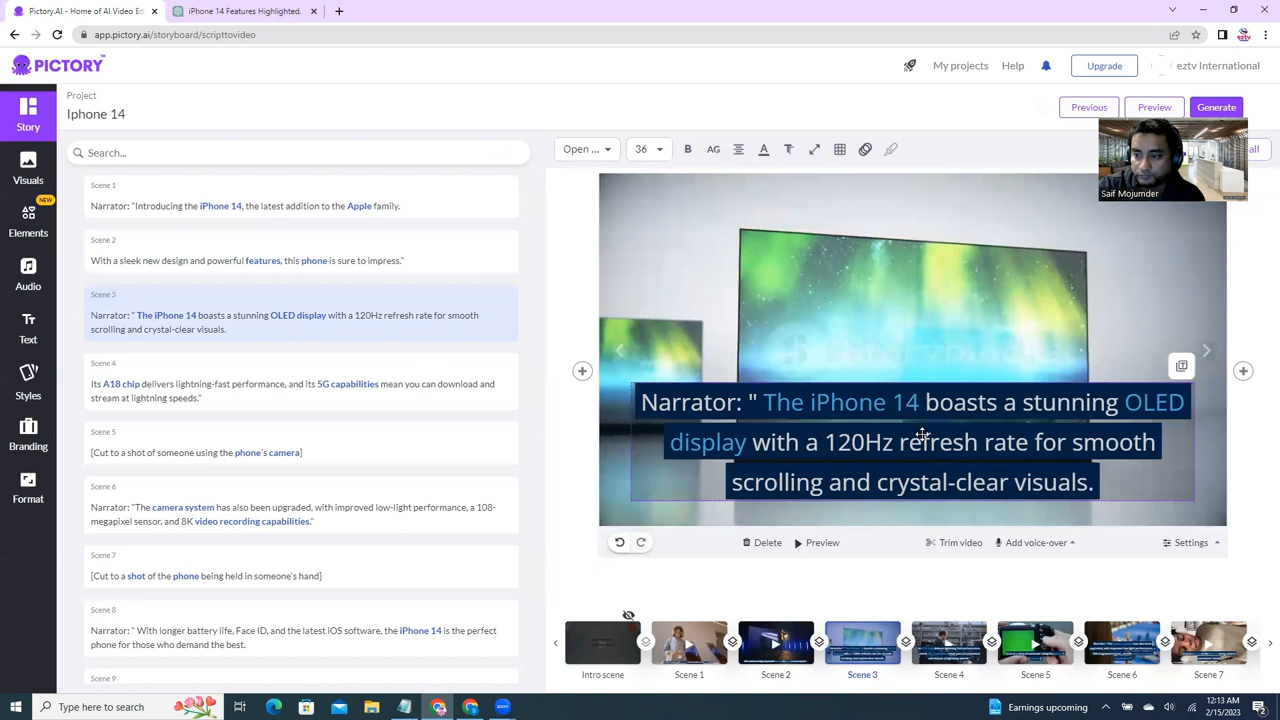 Pictory.AI - Home of AI Video Ed
iPhone 14 Features Highlighted.
app.pictory.ai/storyboard/scripttovideo
PICTORY
My projects
Help
Upgrade
eztv International
Project
Iphone 14
Previous
Preview
Generate
Story
Visuals
NEW
Elements
Audio
Text
Styles
Branding
Format
Search...
Open ...
36
B
AG
all
Saif Mojumder
Scene 1
Narrator: "Introducing the iPhone 14, the latest addition to the Apple family.
Scene 2
With a sleek new design and powerful features, this phone is sure to impress."
Scene 3
Narrator: " The iPhone 14 boasts a stunning OLED display with a 120Hz refresh rate for smooth
scrolling and crystal-clear visuals.
Scene 4
Its A18 chip delivers lightning-fast performance, and its 5G capabilities mean you can download and
stream at lightning speeds."
Scene 5
[Cut to a shot of someone using the phone's camera]
Scene 6
Narrator: "The camera system has also been upgraded, with improved low-light performance, a 108-
megapixel sensor, and 8K video recording capabilities."
Scene 7
[Cut to a shot of the phone being held in someone's hand]
Scene 8
Narrator: " With longer battery life, Face ID, and the latest iOS software, the iPhone 14 is the perfect
phone for those who demand the best.
Scene 9
Narrator: " The iPhone 14 boasts a stunning OLED
display with a 120Hz refresh rate for smooth
scrolling and crystal-clear visuals.
Delete
Preview
Trim video
Add voice-over
Settings
Intro scene
Scene 1
Scene 2
Scene 3
Scene 4
Scene 5
Scene 6
Scene 7
Type here to search
Earnings upcoming
12:13 AM
2/15/2023
2